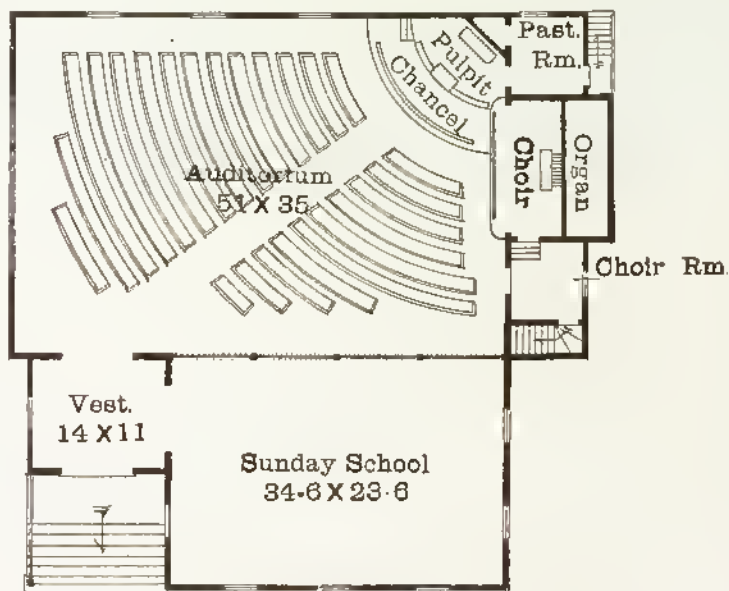 Past.
Rm.
Pulpit
Chancel
Choir
Organ
Auditorium
51 X 35
Choir Rm.
Vest.
14 X 11
Sunday School
34·6 X 23·6